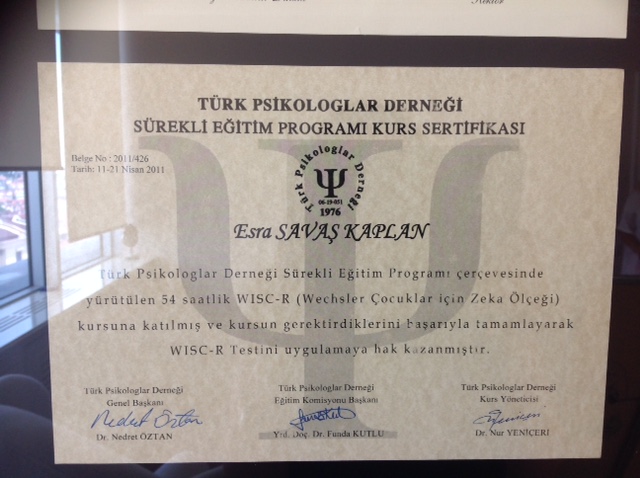 TÜRK PSİKOLOGLAR DERNEĞİ
SÜREKLİ EĞİTİM PROGRAMI KURS SERTİFİKASI
Belge No : 2011/426
Tarih: 11-21 Nisan 2011
Türk Psikologlar Derneği
06-19-031
1976
Esra SAVAŞ KAPLAN
Türk Psikologlar Derneği Sürekli Eğitim Programı çerçevesinde
yürütülen 54 saatlik WISC-R (Wechsler Çocuklar için Zeka Ölçeği)
kursuna katılmış ve kursun gerektirdiklerini başarıyla tamamlayarak
WISC-R Testini uygulamaya hak kazanmıştır.
Türk Psikologlar Derneği
Genel Başkanı
Nedret Öztan
Dr. Nedret ÖZTAN
Türk Psikologlar Derneği
Eğitim Komisyonu Başkanı
Yrd. Doç. Dr. Funda KUTLU
Türk Psikologlar Derneği
Kurs Yöneticisi
Dr. Nur YENİÇERİ